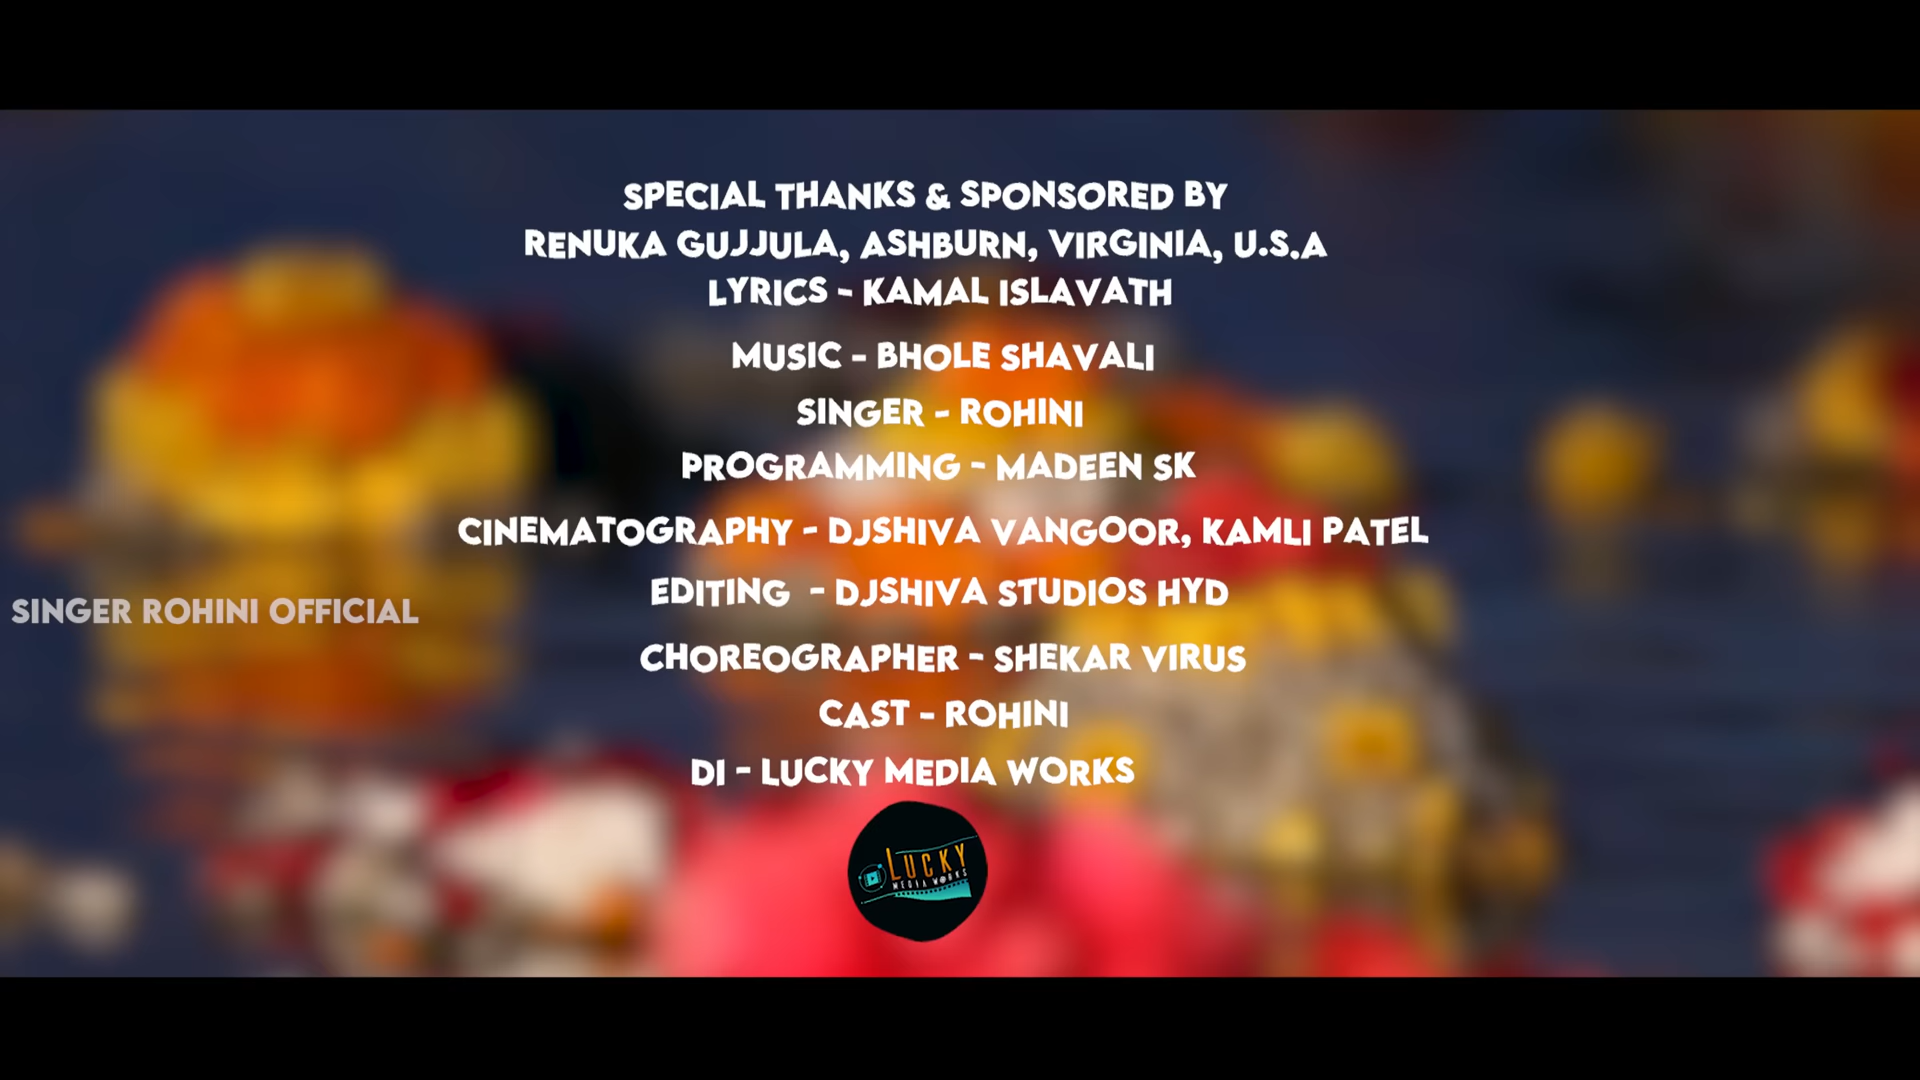 SPECIAL THANKS & SPONSORED BY
RENUKA GUJJULA, ASHBURN, VIRGINIA, U.S.A
LYRICS - KAMAL ISLAVATH
MUSIC - BHOLE SHAVALI
SINGER - ROHINI
PROGRAMMING - MADEEN SK
CINEMATOGRAPHY - DJSHIVA VANGOOR, KAMLI PATEL
EDITING - DJSHIVA STUDIOS HYD
SINGER ROHINI OFFICIAL
CHOREOGRAPHER - SHEKAR VIRUS
CAST - ROHINI
DI - LUCKY MEDIA WORKS
LUCKY
MEDIA WORKS